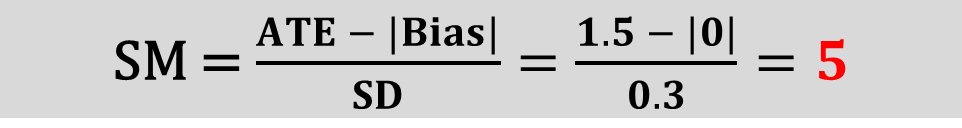 SM = (ATE − |Bias|) / SD = (1.5 − |0|) / 0.3 = 5